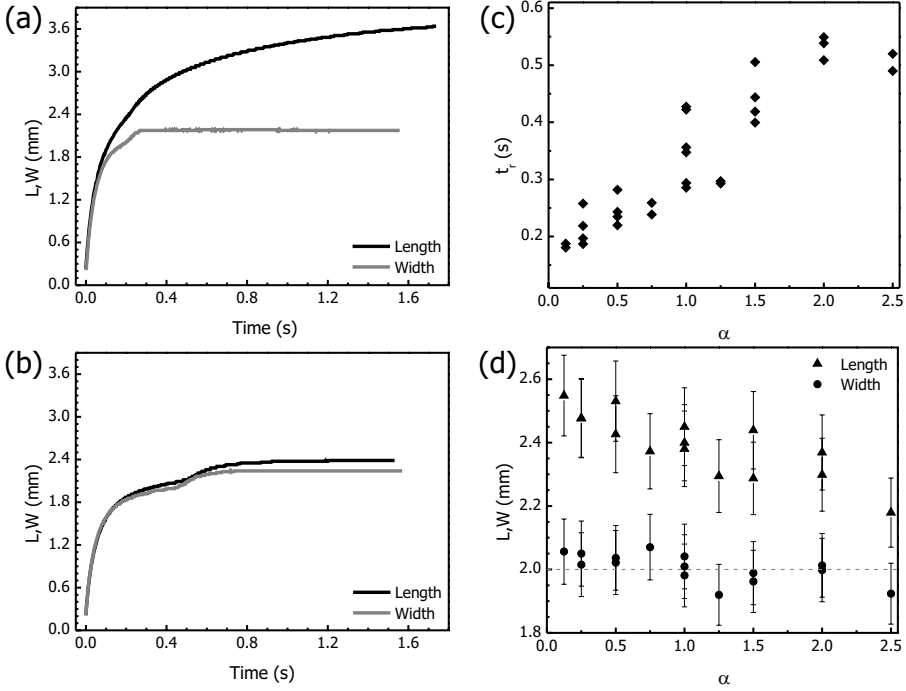 (a)
3.6
3.0
2.4
1.8
1.2
0.6
0.0
L,W (mm)
Length
Width
0.0 0.4 0.8 1.2 1.6
Time (s)
(b)
3.6
3.0
2.4
1.8
1.2
0.6
0.0
L,W (mm)
Length
Width
0.0 0.4 0.8 1.2 1.6
Time (s)
(c)
0.6
0.5
0.4
0.3
0.2
t_r (s)
0.0 0.5 1.0 1.5 2.0 2.5
α
(d)
2.6
2.4
2.2
2.0
1.8
L,W (mm)
Length
Width
0.0 0.5 1.0 1.5 2.0 2.5
α